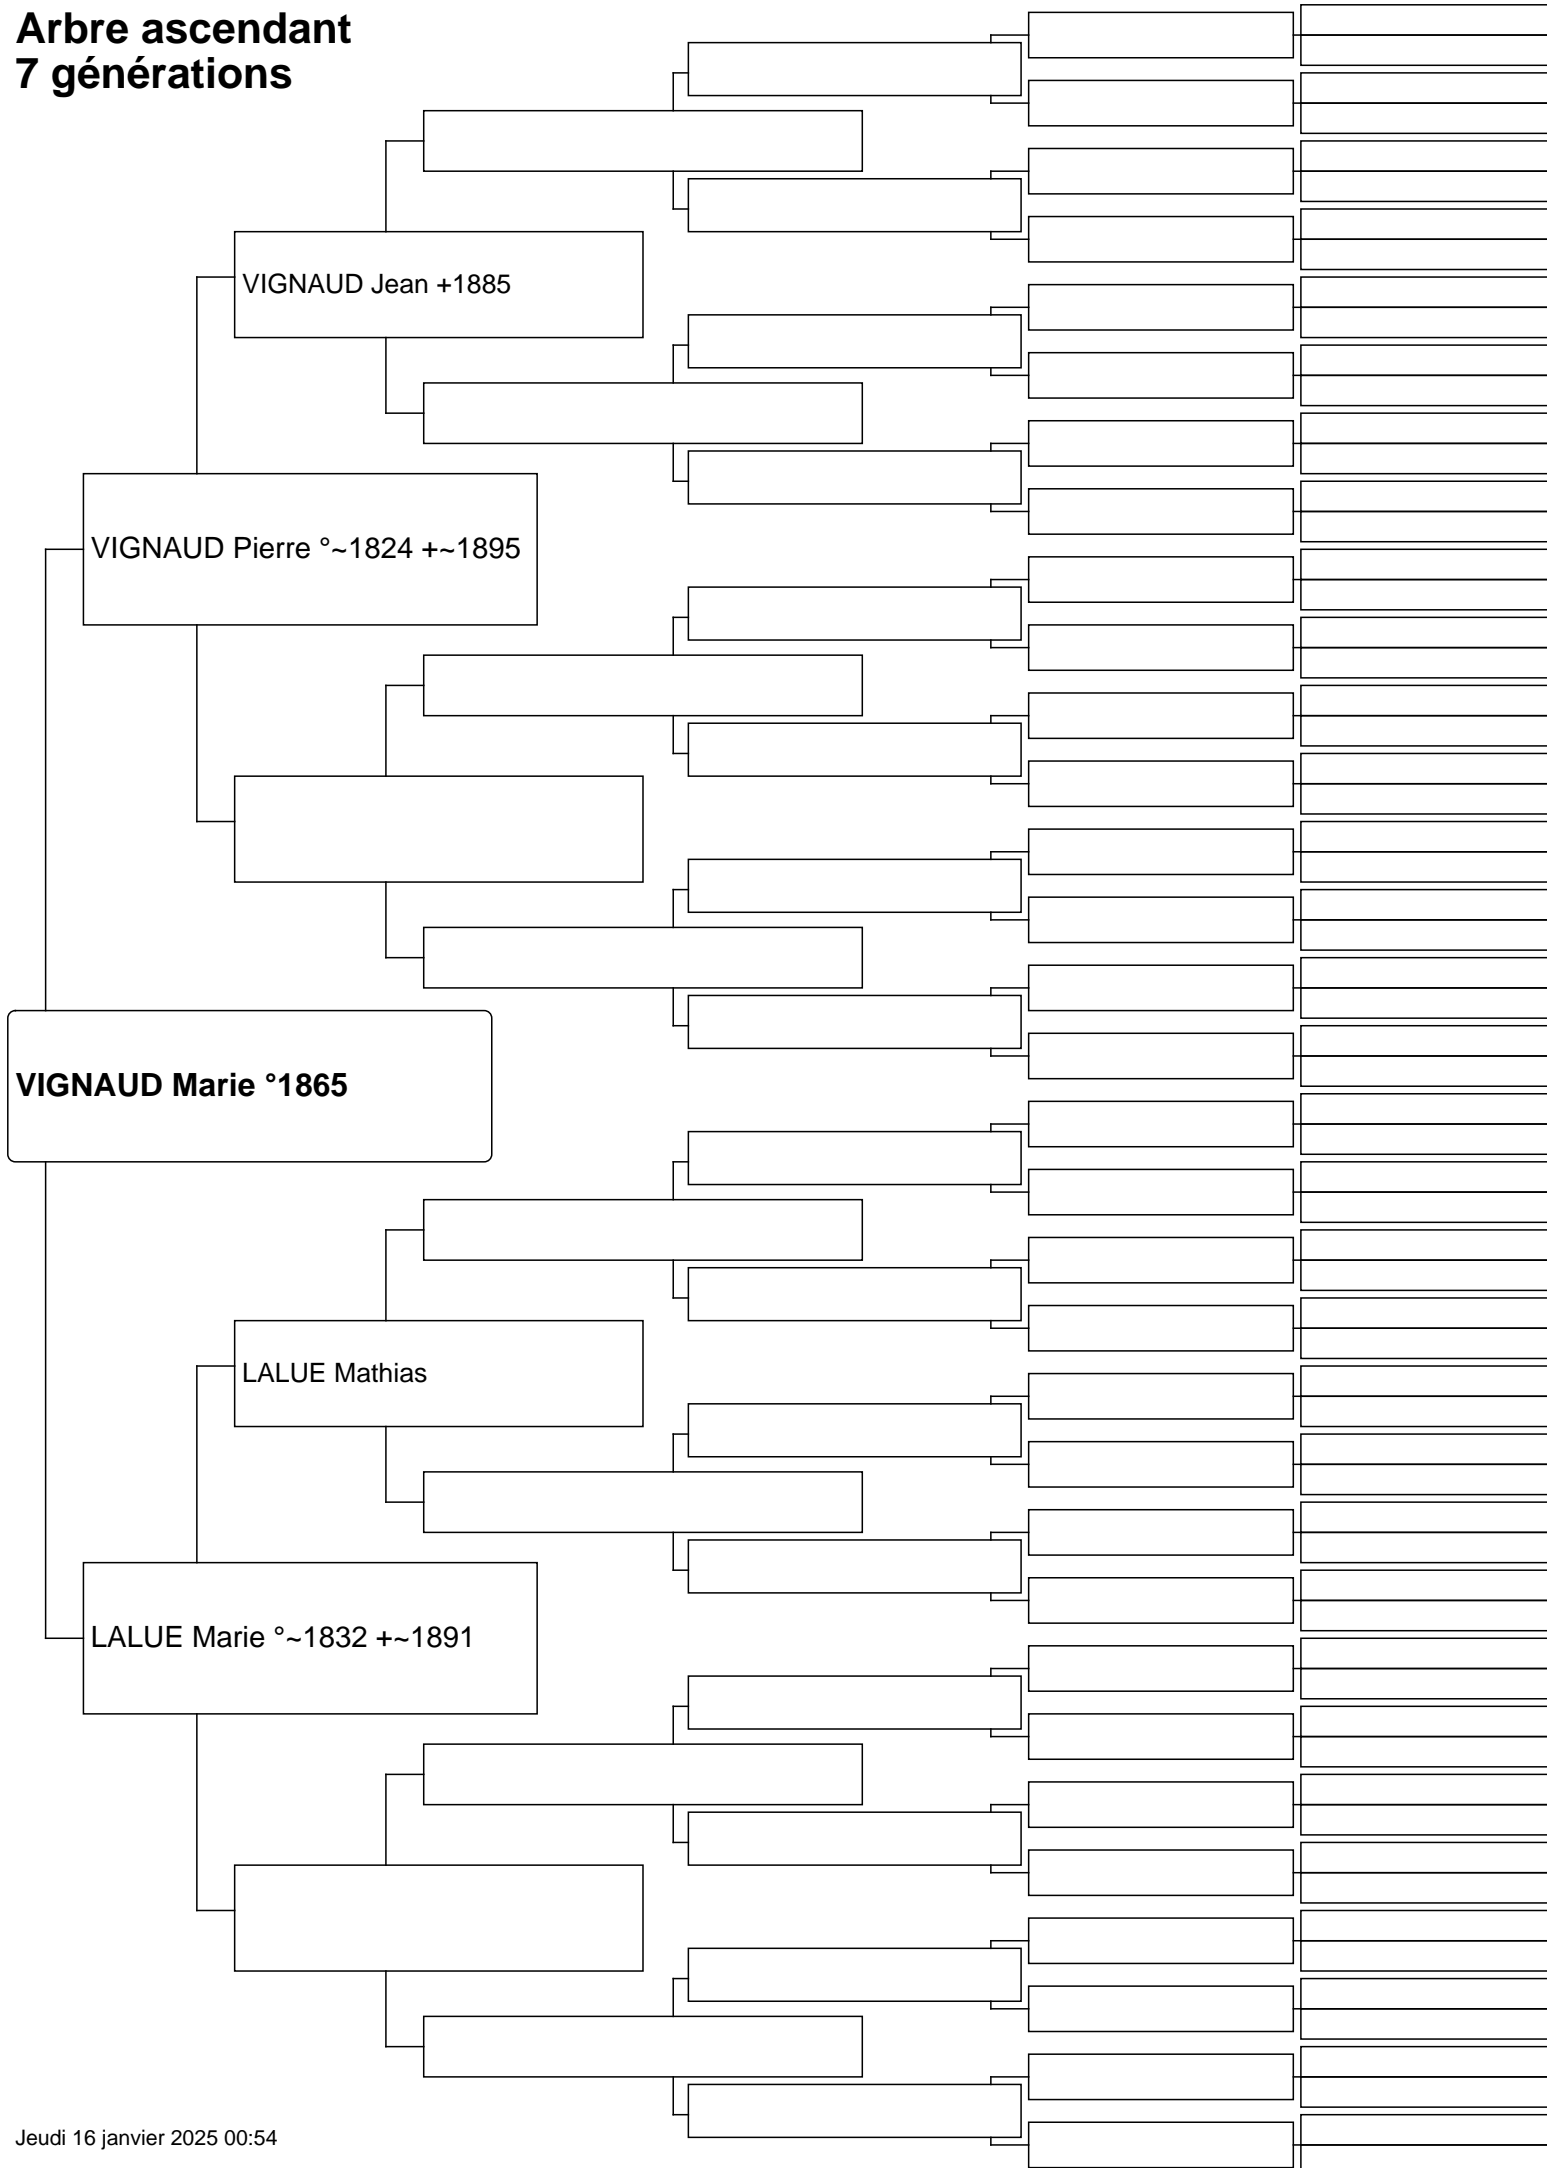 Arbre ascendant
7 générations
VIGNAUD Jean +1885
VIGNAUD Pierre °~1824 +~1895
VIGNAUD Marie °1865
LALUE Mathias
LALUE Marie °~1832 +~1891
Jeudi 16 janvier 2025 00:54